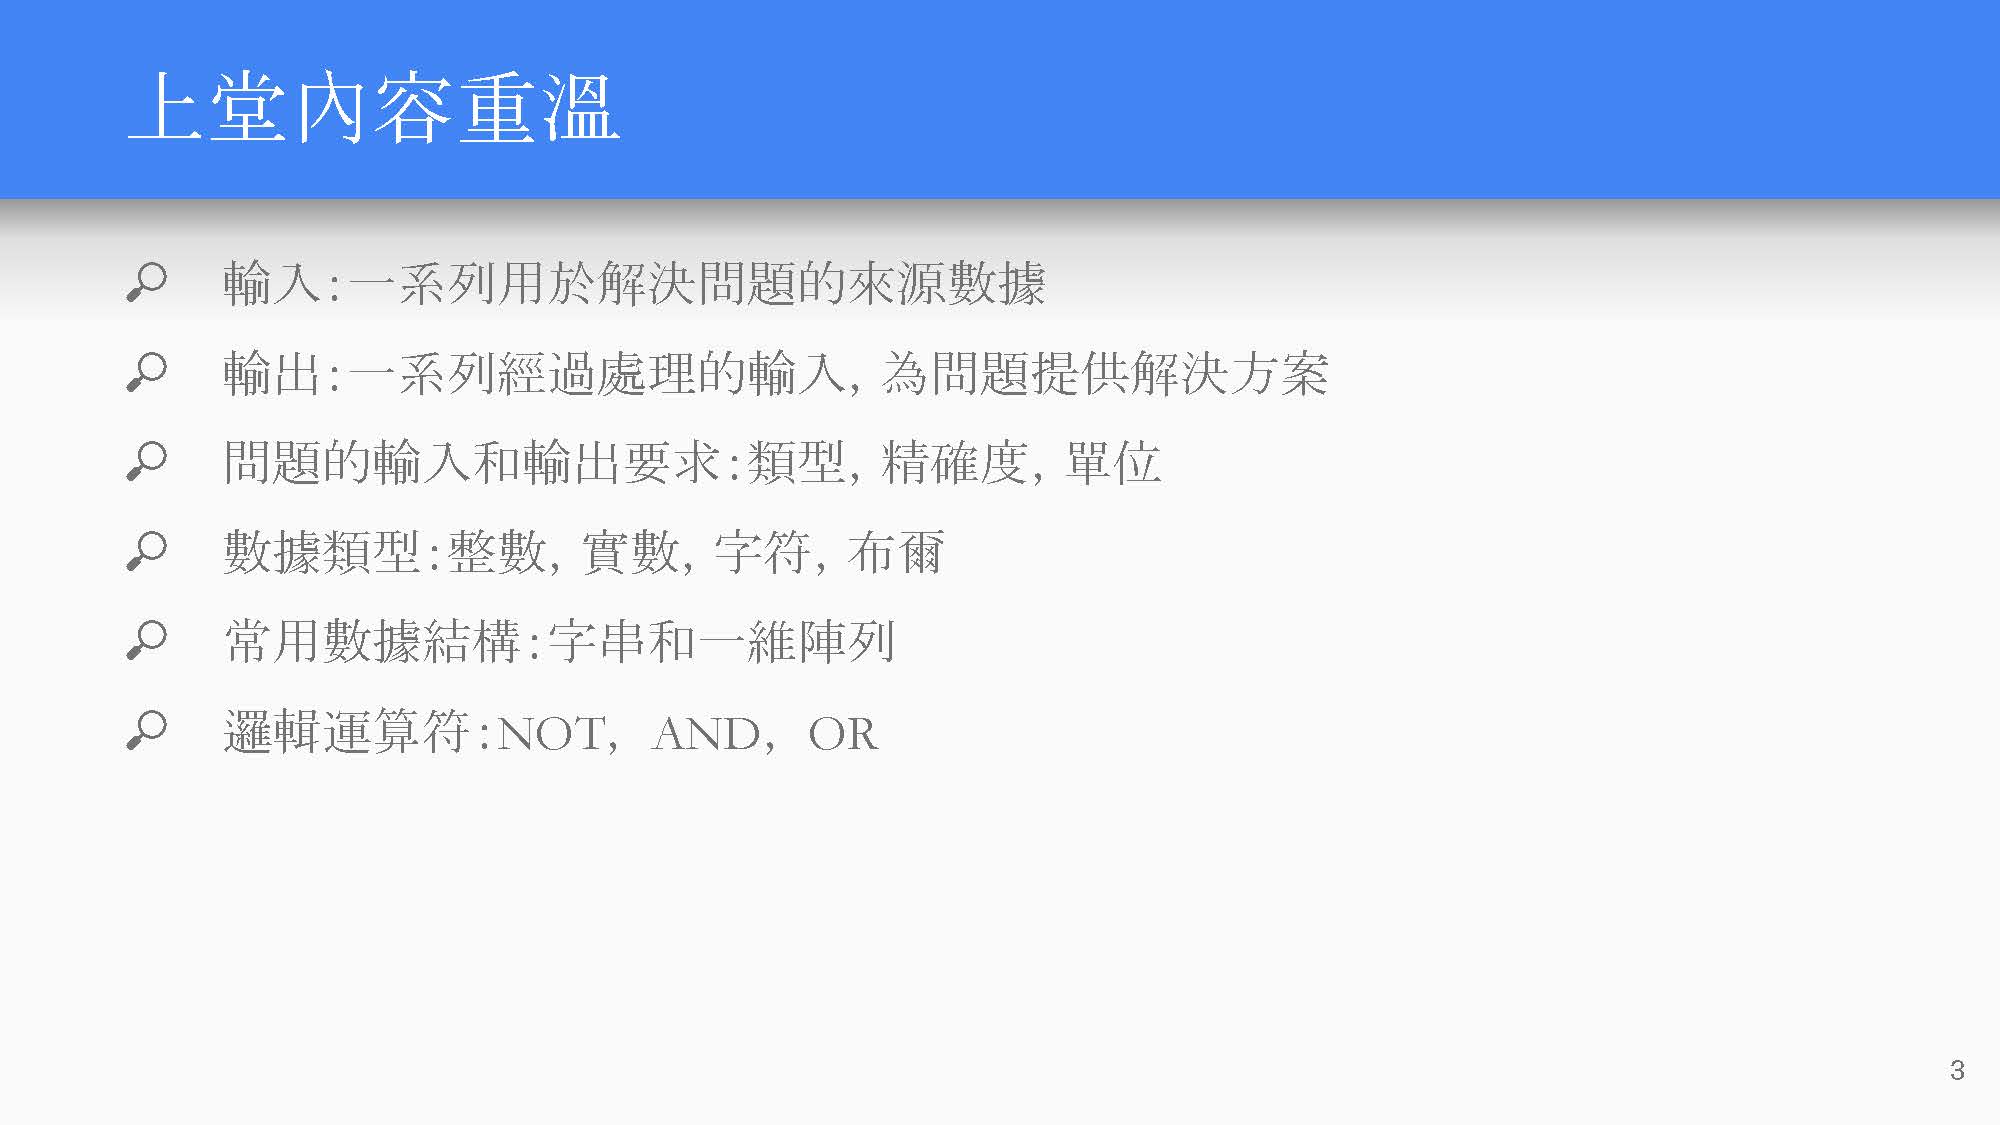 上堂內容重溫
輸入：一系列用於解決問題的來源數據
輸出：一系列經過處理的輸入，為問題提供解決方案
問題的輸入和輸出要求：類型，精確度，單位
數據類型：整數，實數，字符，布爾
常用數據結構：字串和一維陣列
邏輯運算符：NOT，AND，OR
3